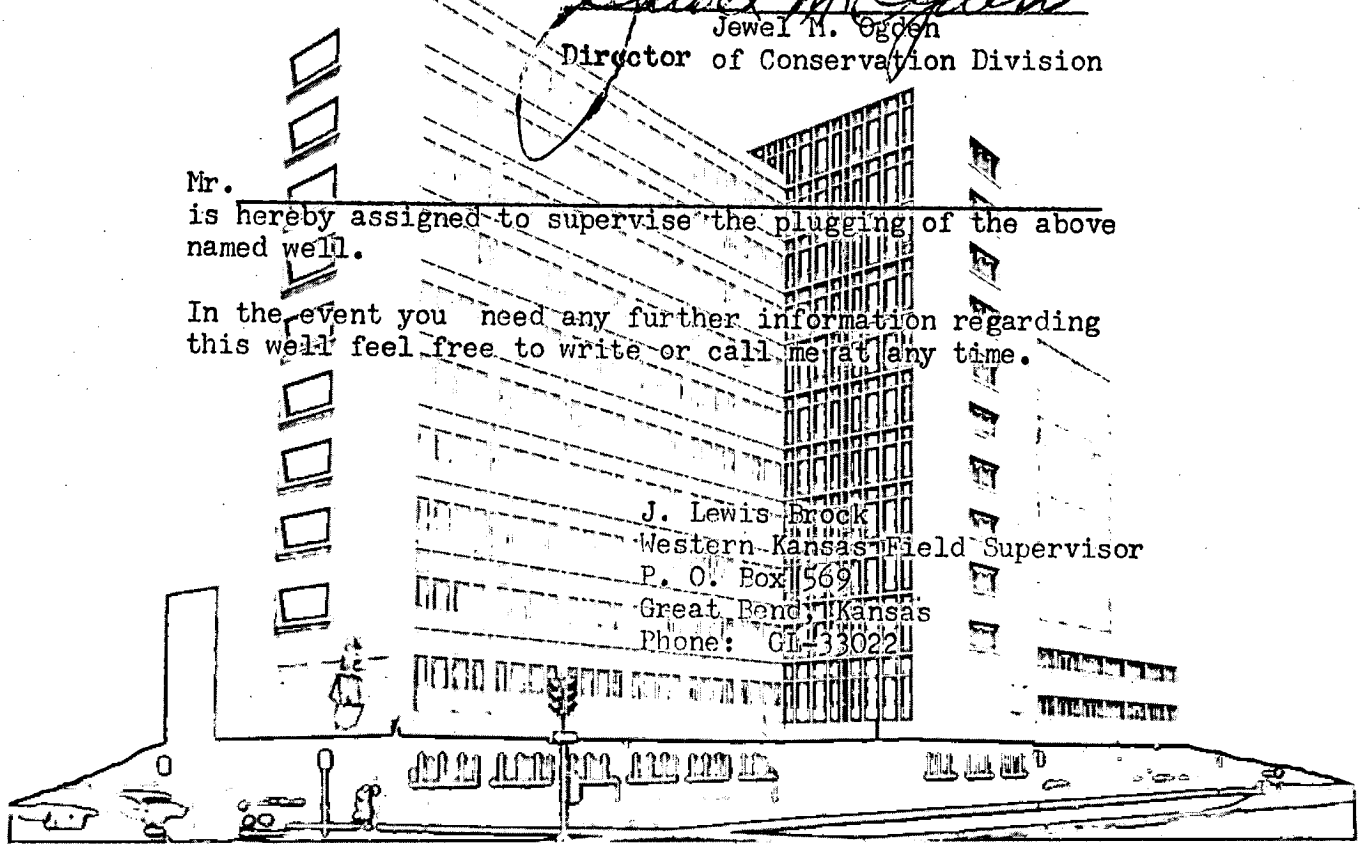 Jewel M. Ogden
Director of Conservation Division
Mr.
is hereby assigned to supervise the plugging of the above
named well.
In the event you need any further information regarding
this well feel free to write or call me at any time.
J. Lewis Brock
Western Kansas Field Supervisor
P. O. Box 569
Great Bend, Kansas
Phone: GL-33022